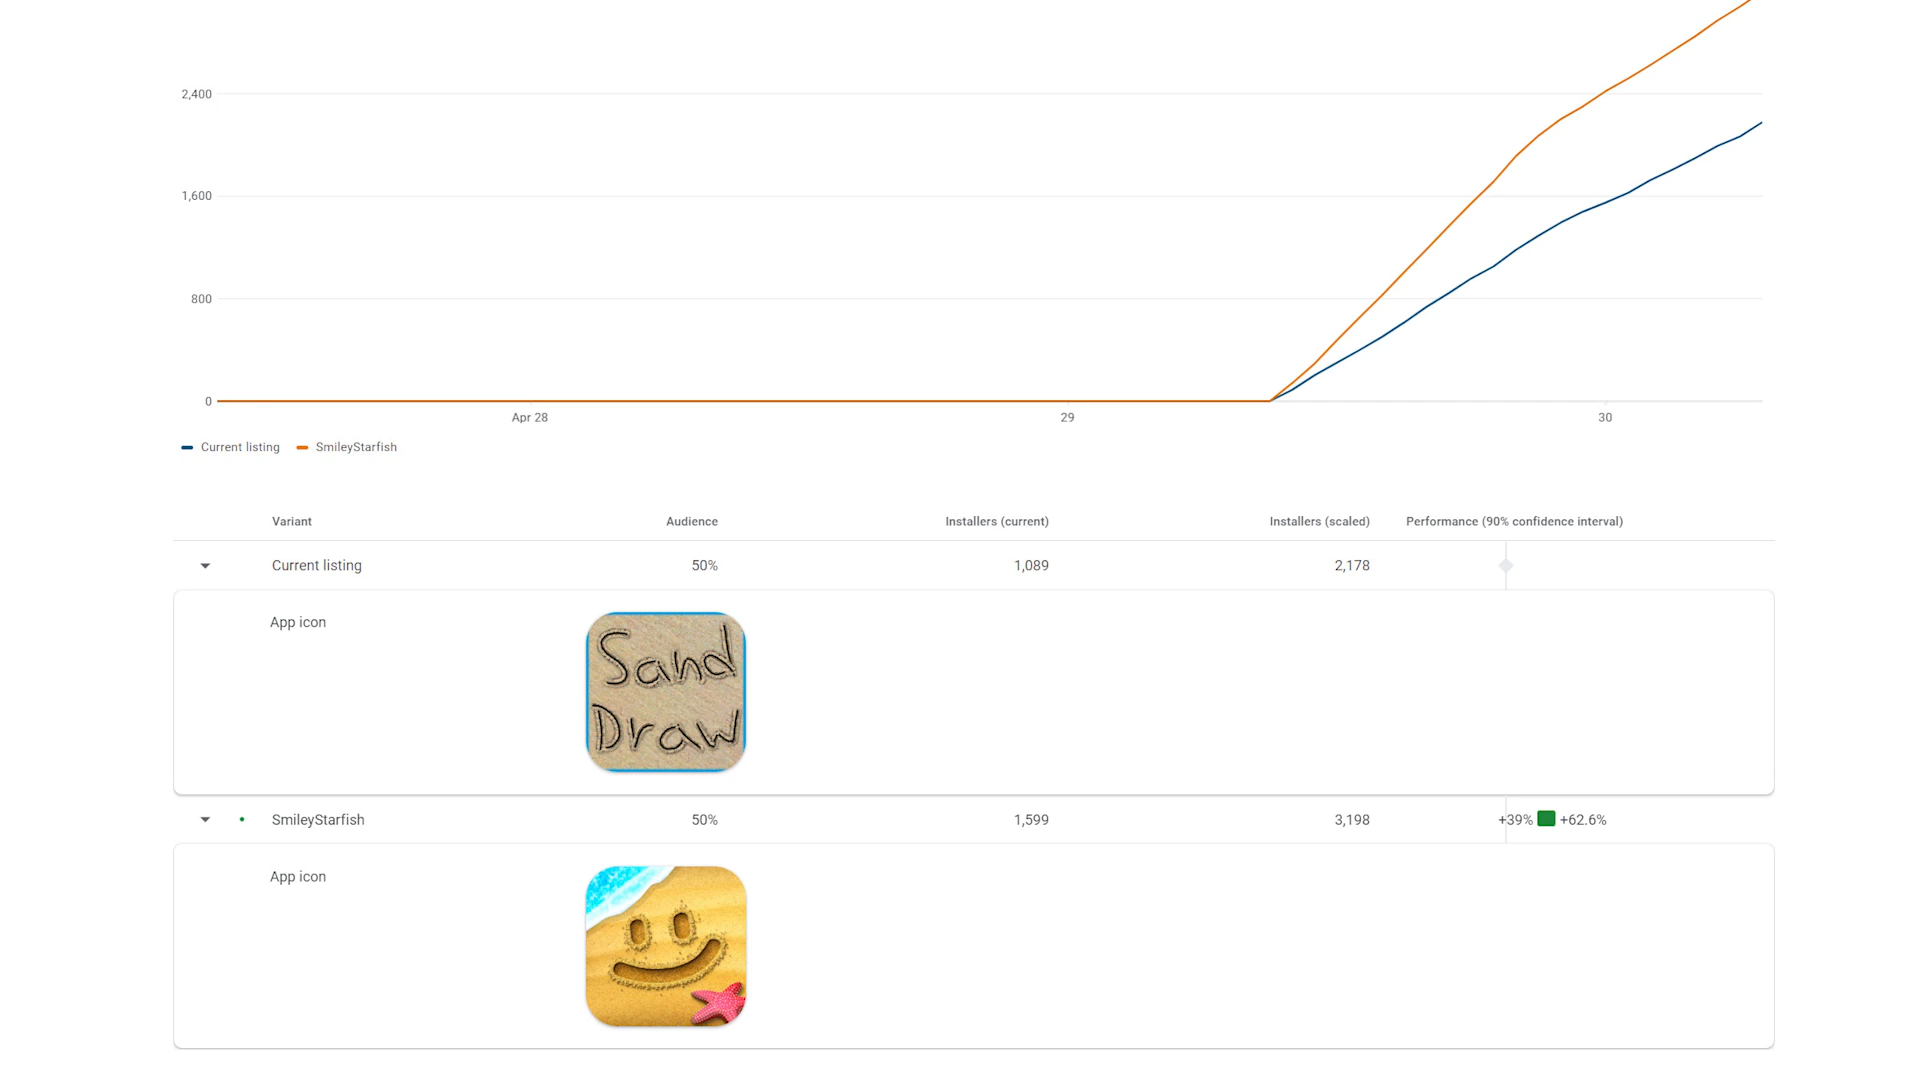 2,400
1,600
800
0
Apr 28 29 30
Current listing SmileyStarfish
Variant Audience Installers (current) Installers (scaled) Performance (90% confidence interval)
Current listing 50% 1,089 2,178
App icon
Sand
Draw
SmileyStarfish 50% 1,599 3,198 +39% +62.6%
App icon